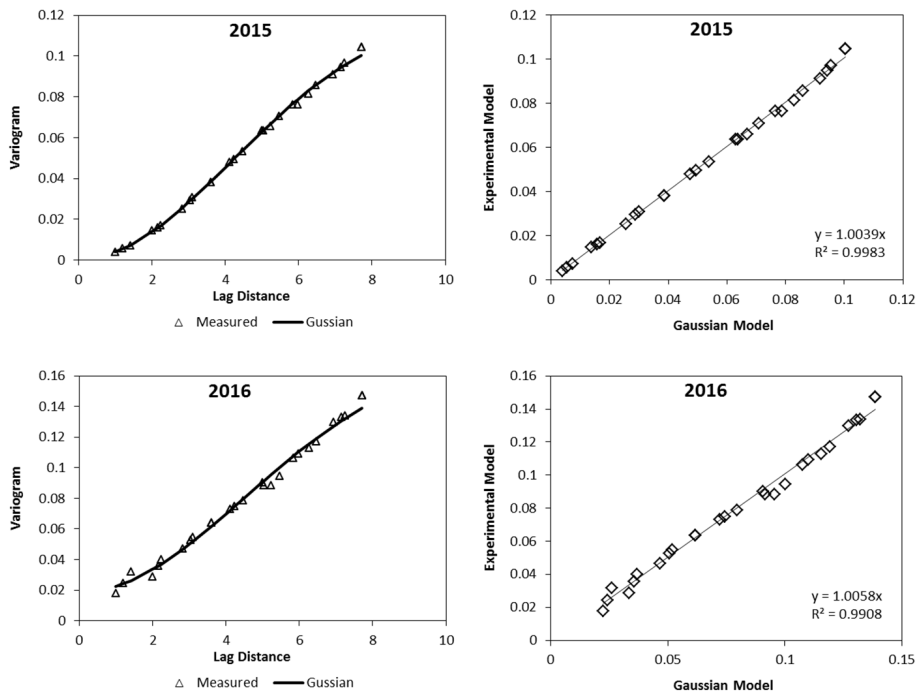 2015
Variogram
0.12
0.1
0.08
0.06
0.04
0.02
0
0 2 4 6 8 10
Lag Distance
Measured Gussian
2015
Experimental Model
0.12
0.1
0.08
0.06
0.04
0.02
0
0 0.02 0.04 0.06 0.08 0.1 0.12
y = 1.0039x
R² = 0.9983
Gaussian Model
2016
Variogram
0.16
0.14
0.12
0.1
0.08
0.06
0.04
0.02
0
0 2 4 6 8 10
Lag Distance
Measured Gussian
2016
Experimental Model
0.16
0.14
0.12
0.1
0.08
0.06
0.04
0.02
0
0 0.05 0.1 0.15
y = 1.0058x
R² = 0.9908
Gaussian Model